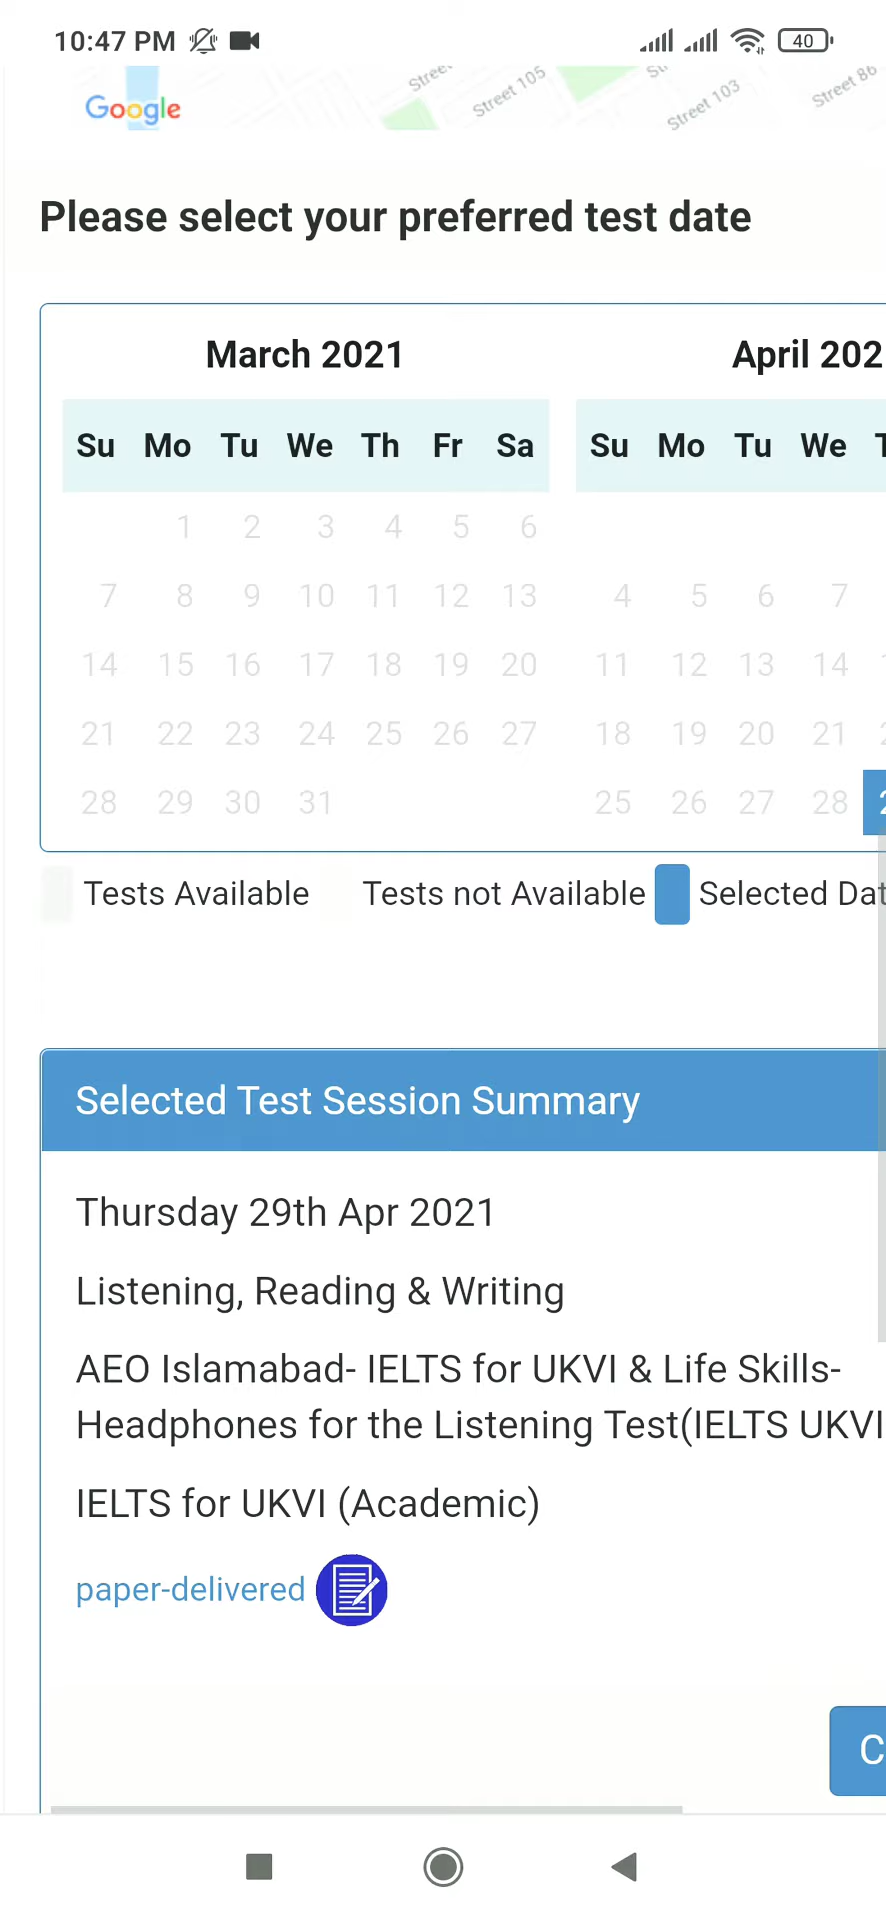 10:47 PM 40
Google Street 105 Street 103 Street 86
Please select your preferred test date
March 2021 April 202
Su Mo Tu We Th Fr Sa Su Mo Tu We
1 2 3 4 5 6
7 8 9 10 11 12 13 4 5 6 7
14 15 16 17 18 19 20 11 12 13 14
21 22 23 24 25 26 27 18 19 20 21
28 29 30 31 25 26 27 28
Tests Available Tests not Available Selected Dat
Selected Test Session Summary
Thursday 29th Apr 2021
Listening, Reading & Writing
AEO Islamabad- IELTS for UKVI & Life Skills-
Headphones for the Listening Test(IELTS UKVI
IELTS for UKVI (Academic)
paper-delivered
C